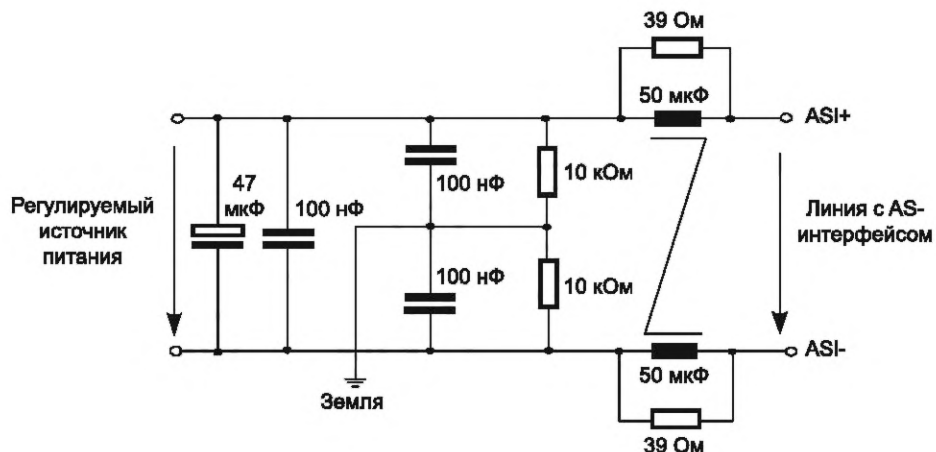 39 Ом
50 мкФ
ASI+
47
мкФ
100 нФ
100 нФ
10 кОм
Регулируемый
источник
питания
Линия с AS-
интерфейсом
100 нФ
10 кОм
ASI-
50 мкФ
Земля
39 Ом